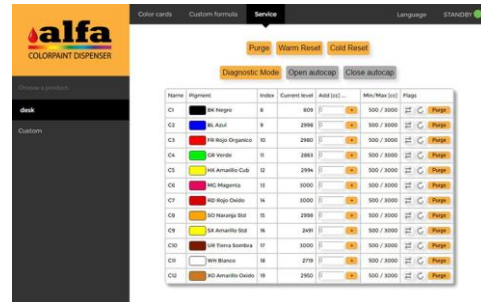 Color cards Custom formula Service Language STANDBY
alfa
COLORPAINT DISPENSER
Purge Warm Reset Cold Reset
Diagnostic Mode Open autocap Close autocap
Choose a product:
desk
Custom
Name Pigment Index Current level Add [cc] ... Min/Max [cc] Flags
C1 BK Negro 8 809 + 500 / 3000 Purge
C2 BL Azul 9 2998 + 500 / 3000 Purge
C3 FR Rojo Organico 10 2980 + 500 / 3000 Purge
C4 GR Verde 11 2883 + 500 / 3000 Purge
C5 HX Amarillo Cub 12 2994 + 500 / 3000 Purge
C6 MG Magenta 13 3000 + 500 / 3000 Purge
C7 RD Rojo Oxido 14 3000 + 500 / 3000 Purge
C8 SO Naranja Std 15 2998 + 500 / 3000 Purge
C9 SX Amarillo Std 16 2491 + 500 / 3000 Purge
C10 UR Tierra Sombra 17 3000 + 500 / 3000 Purge
C11 WH Blanco 18 2719 + 500 / 3000 Purge
C12 XO Amarillo Oxido 19 2950 + 500 / 3000 Purge